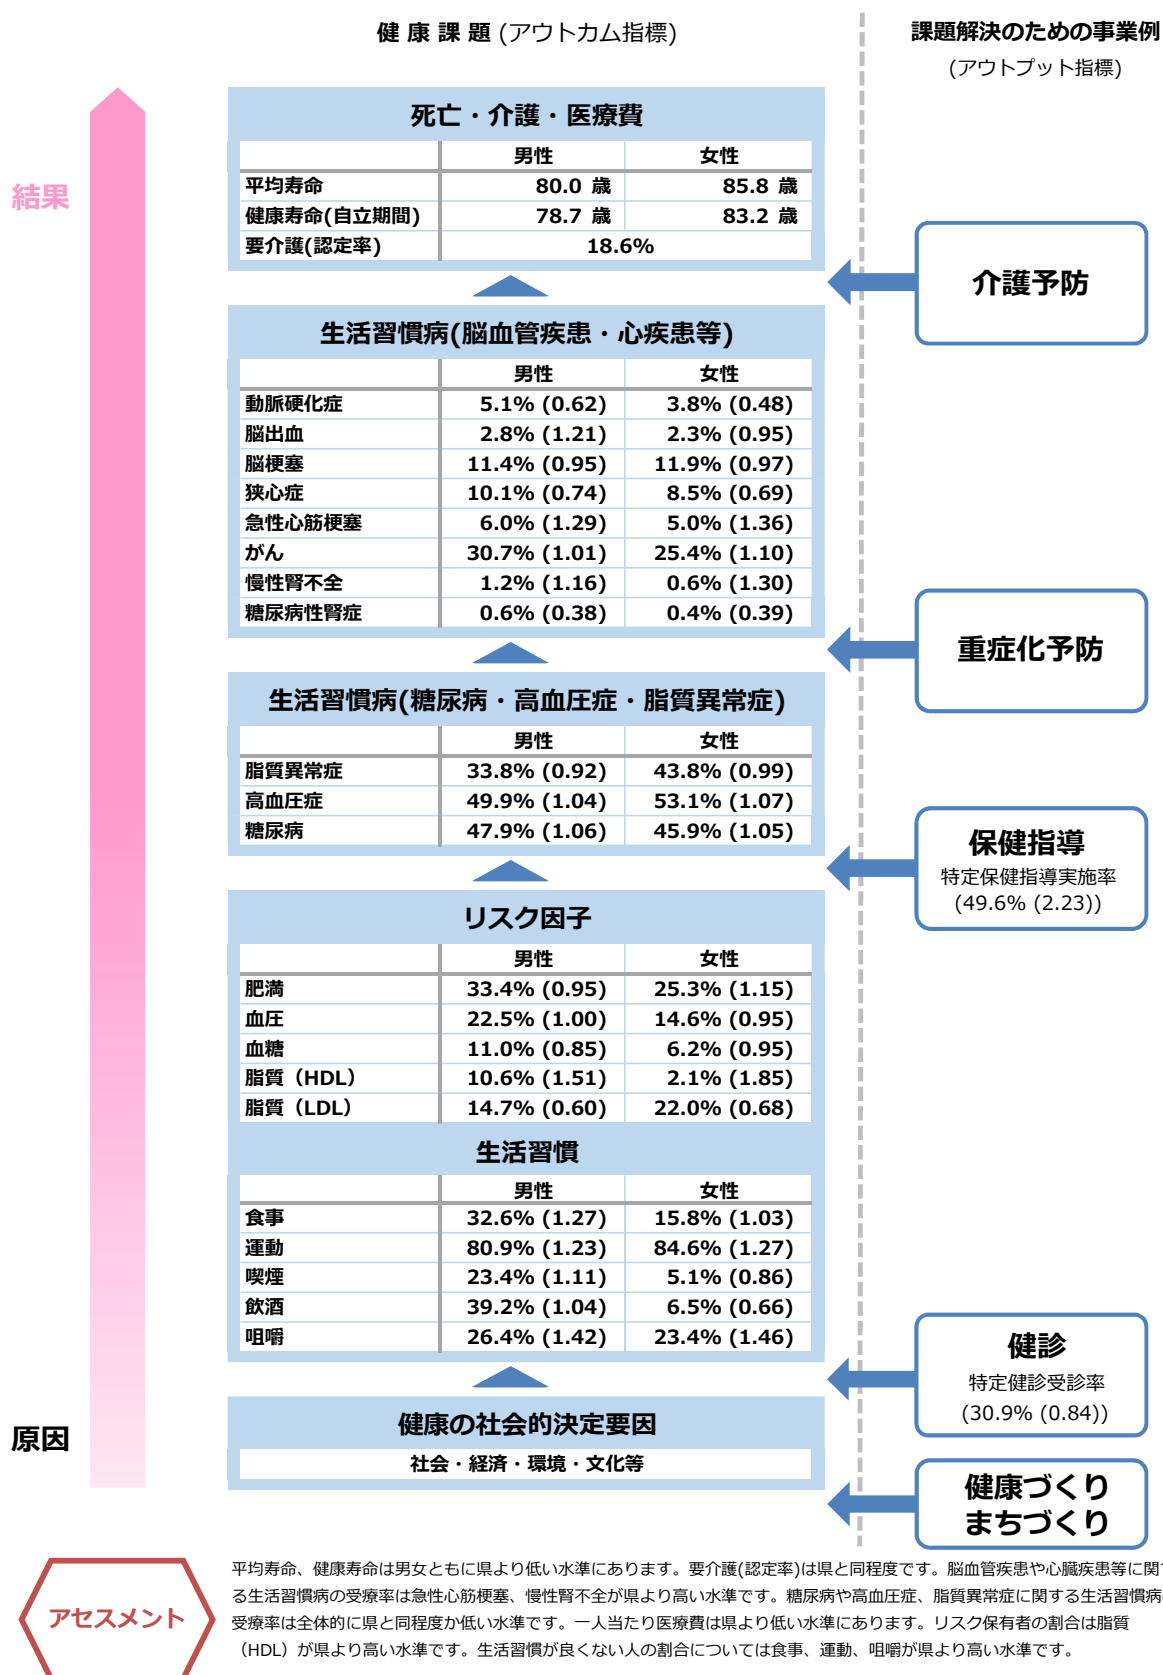 健 康 課 題 (アウトカム指標)
課題解決のための事業例
(アウトプット指標)
結果
死亡・介護・医療費
男性 女性
平均寿命 80.0 歳 85.8 歳
健康寿命(自立期間) 78.7 歳 83.2 歳
要介護(認定率) 18.6%
介護予防
生活習慣病(脳血管疾患・心疾患等)
男性 女性
動脈硬化症 5.1% (0.62) 3.8% (0.48)
脳出血 2.8% (1.21) 2.3% (0.95)
脳梗塞 11.4% (0.95) 11.9% (0.97)
狭心症 10.1% (0.74) 8.5% (0.69)
急性心筋梗塞 6.0% (1.29) 5.0% (1.36)
がん 30.7% (1.01) 25.4% (1.10)
慢性腎不全 1.2% (1.16) 0.6% (1.30)
糖尿病性腎症 0.6% (0.38) 0.4% (0.39)
重症化予防
生活習慣病(糖尿病・高血圧症・脂質異常症)
男性 女性
脂質異常症 33.8% (0.92) 43.8% (0.99)
高血圧症 49.9% (1.04) 53.1% (1.07)
糖尿病 47.9% (1.06) 45.9% (1.05)
保健指導
特定保健指導実施率
(49.6% (2.23))
リスク因子
男性 女性
肥満 33.4% (0.95) 25.3% (1.15)
血圧 22.5% (1.00) 14.6% (0.95)
血糖 11.0% (0.85) 6.2% (0.95)
脂質（HDL） 10.6% (1.51) 2.1% (1.85)
脂質（LDL） 14.7% (0.60) 22.0% (0.68)
生活習慣
男性 女性
食事 32.6% (1.27) 15.8% (1.03)
運動 80.9% (1.23) 84.6% (1.27)
喫煙 23.4% (1.11) 5.1% (0.86)
飲酒 39.2% (1.04) 6.5% (0.66)
咀嚼 26.4% (1.42) 23.4% (1.46)
健診
特定健診受診率
(30.9% (0.84))
原因
健康の社会的決定要因
社会・経済・環境・文化等
健康づくり
まちづくり
アセスメント
平均寿命、健康寿命は男女ともに県より低い水準にあります。要介護(認定率)は県と同程度です。脳血管疾患や心臓疾患等に関す
る生活習慣病の受療率は急性心筋梗塞、慢性腎不全が県より高い水準です。糖尿病や高血圧症、脂質異常症に関する生活習慣病
受療率は全体的に県と同程度か低い水準です。一人当たり医療費は県より低い水準にあります。リスク保有者の割合は脂質
（HDL）が県より高い水準です。生活習慣が良くない人の割合については食事、運動、咀嚼が県より高い水準です。